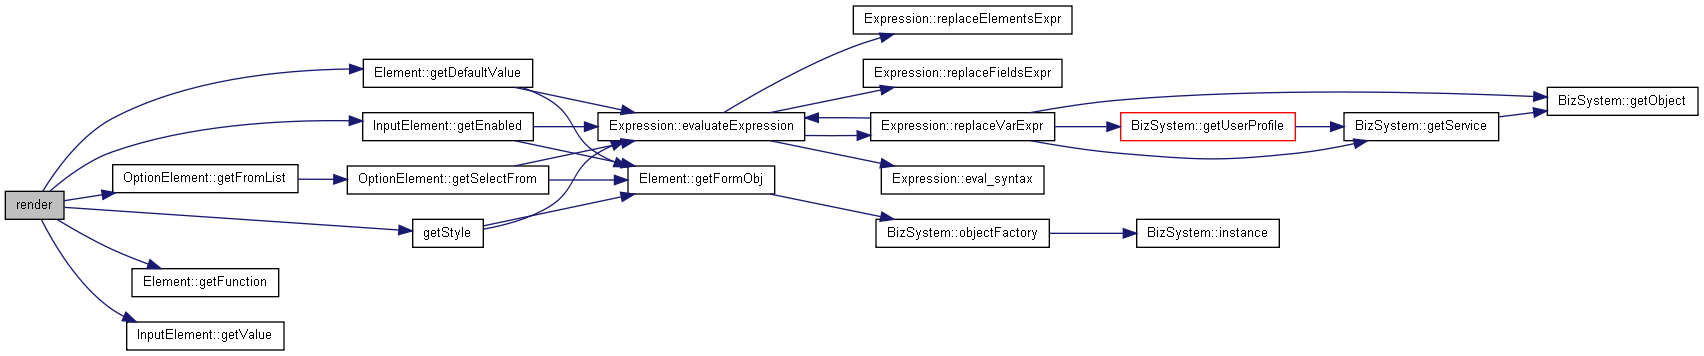 Expression::replaceElementsExpr
Element::getDefaultValue
Expression::replaceFieldsExpr
BizSystem::getObject
InputElement::getEnabled
Expression::evaluateExpression
Expression::replaceVarExpr
BizSystem::getUserProfile
BizSystem::getService
OptionElement::getFromList
OptionElement::getSelectFrom
Element::getFormObj
Expression::eval_syntax
render
getStyle
BizSystem::objectFactory
BizSystem::instance
Element::getFunction
InputElement::getValue